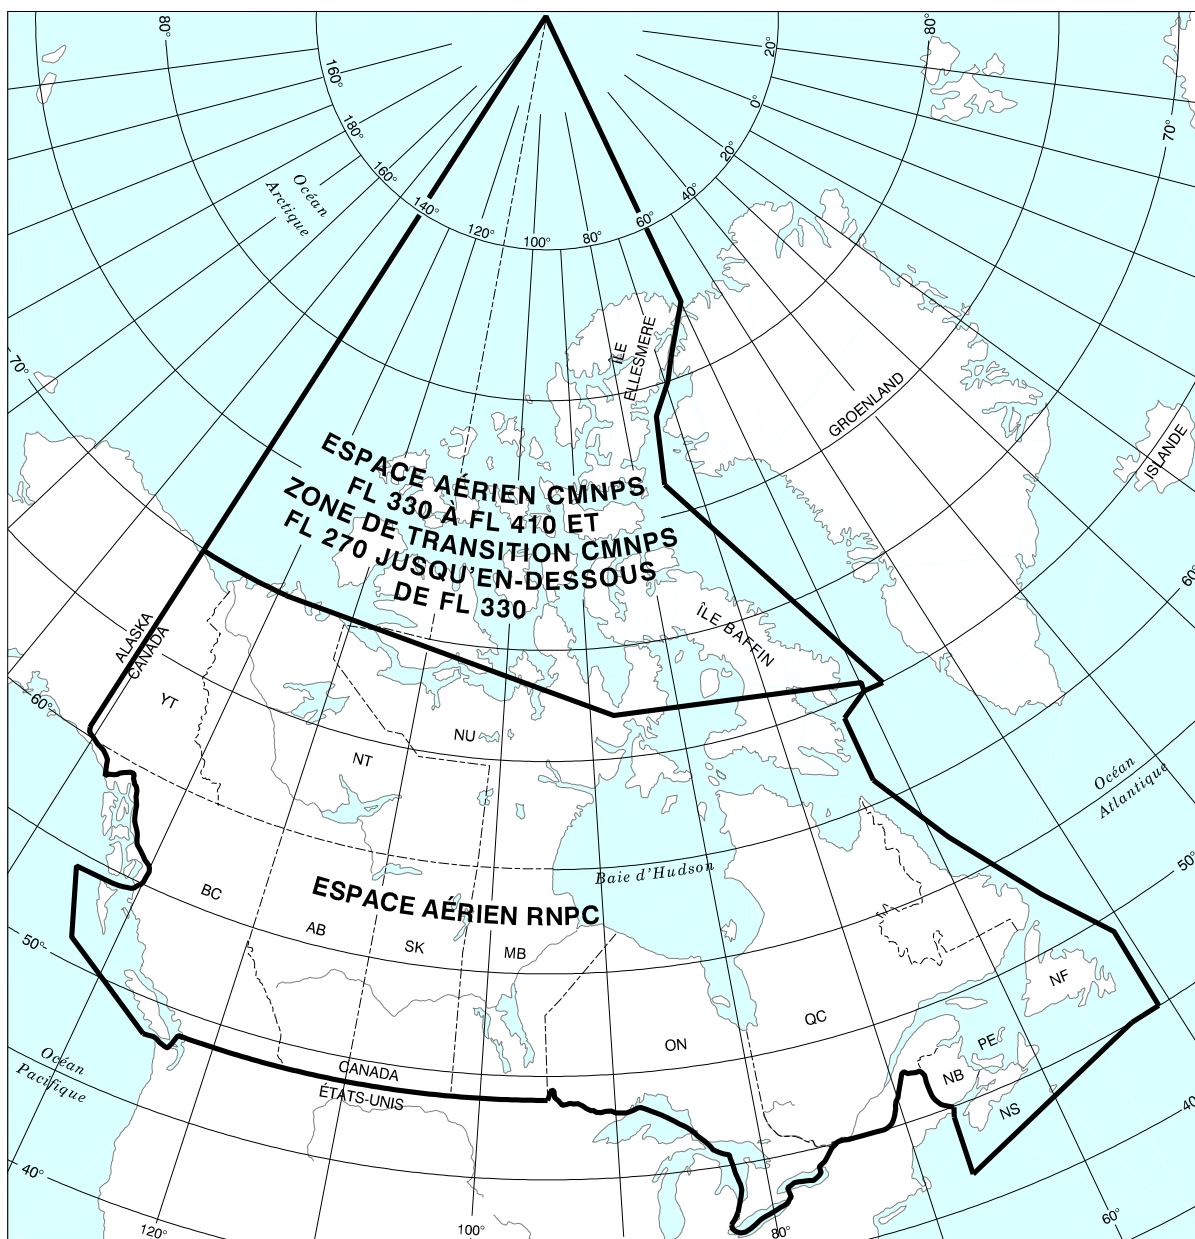 80°
80°
20°
160°
0°
70°
180°
20°
160°
40°
Océan
Arctique
140°
60°
120°
100°
80°
70°
ÎLE
ELLESMERE
GROENLAND
ISLANDE
ESPACE AÉRIEN CMNPS
FL 330 À FL 410 ET
ZONE DE TRANSITION CMNPS
FL 270 JUSQU'EN-DESSOUS
DE FL 330
60°
ÎLE BAFFIN
ALASKA
CANADA
60°
YT
NU
NT
Océan
Atlantique
50°
Baie d'Hudson
ESPACE AÉRIEN RNPC
BC
AB
SK
MB
50°
NF
QC
ON
PE
NB
NS
Océan
Pacifique
CANADA
ÉTATS-UNIS
40°
40°
120°
100°
80°
60°